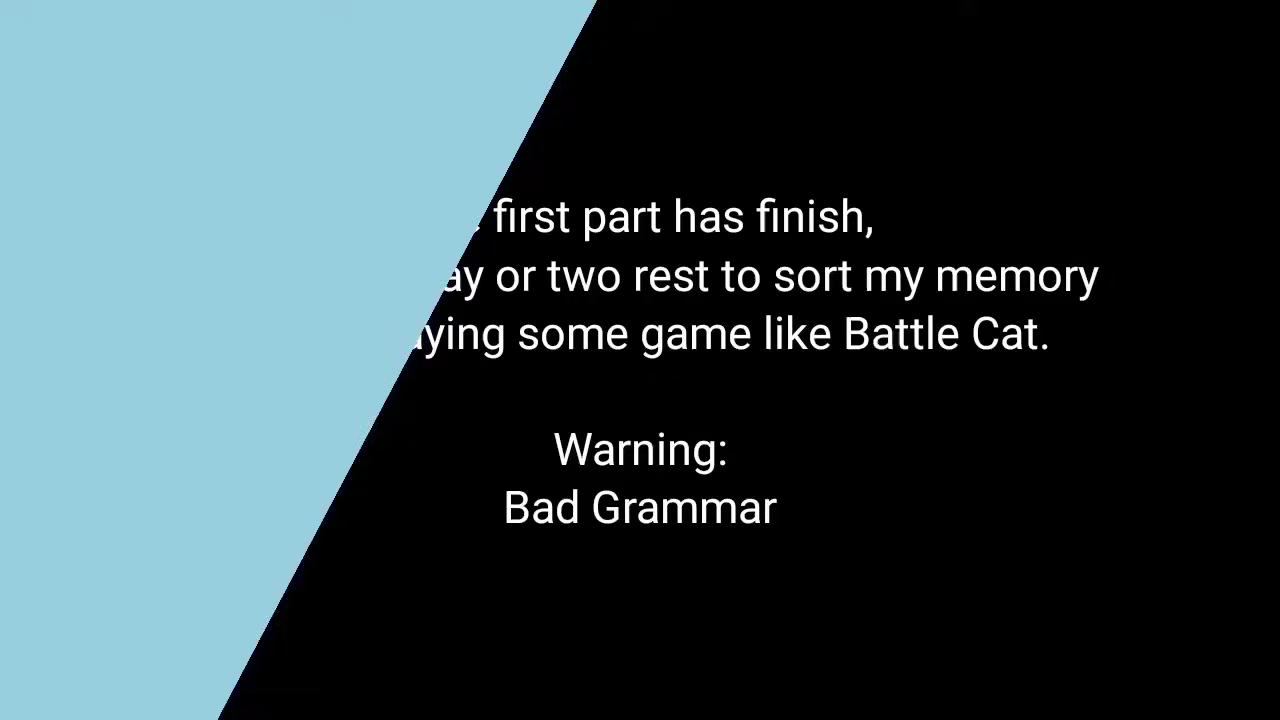 first part has finish,
or two rest to sort my memory
some game like Battle Cat.
Warning:
Bad Grammar